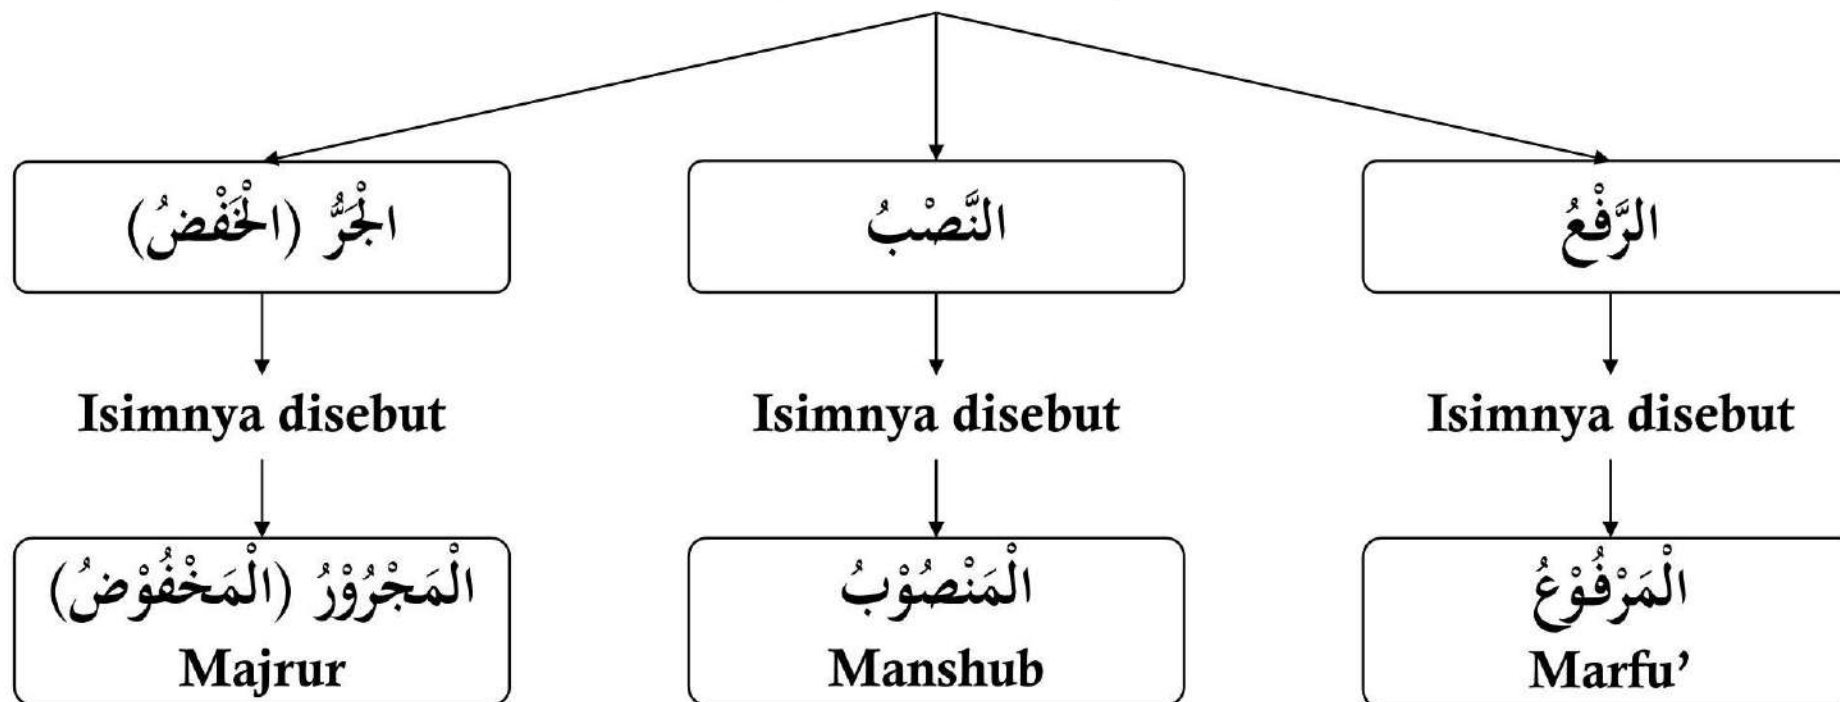 الرَّفْعُ
النَّصْبُ
الْجَرُّ (الْخَفْضُ)
Isimnya disebut
Isimnya disebut
Isimnya disebut
الْمَرْفُوْعُ
Marfu’
الْمَنْصُوْبُ
Manshub
الْمَجْرُوْرُ (الْمَخْفُوْضُ)
Majrur